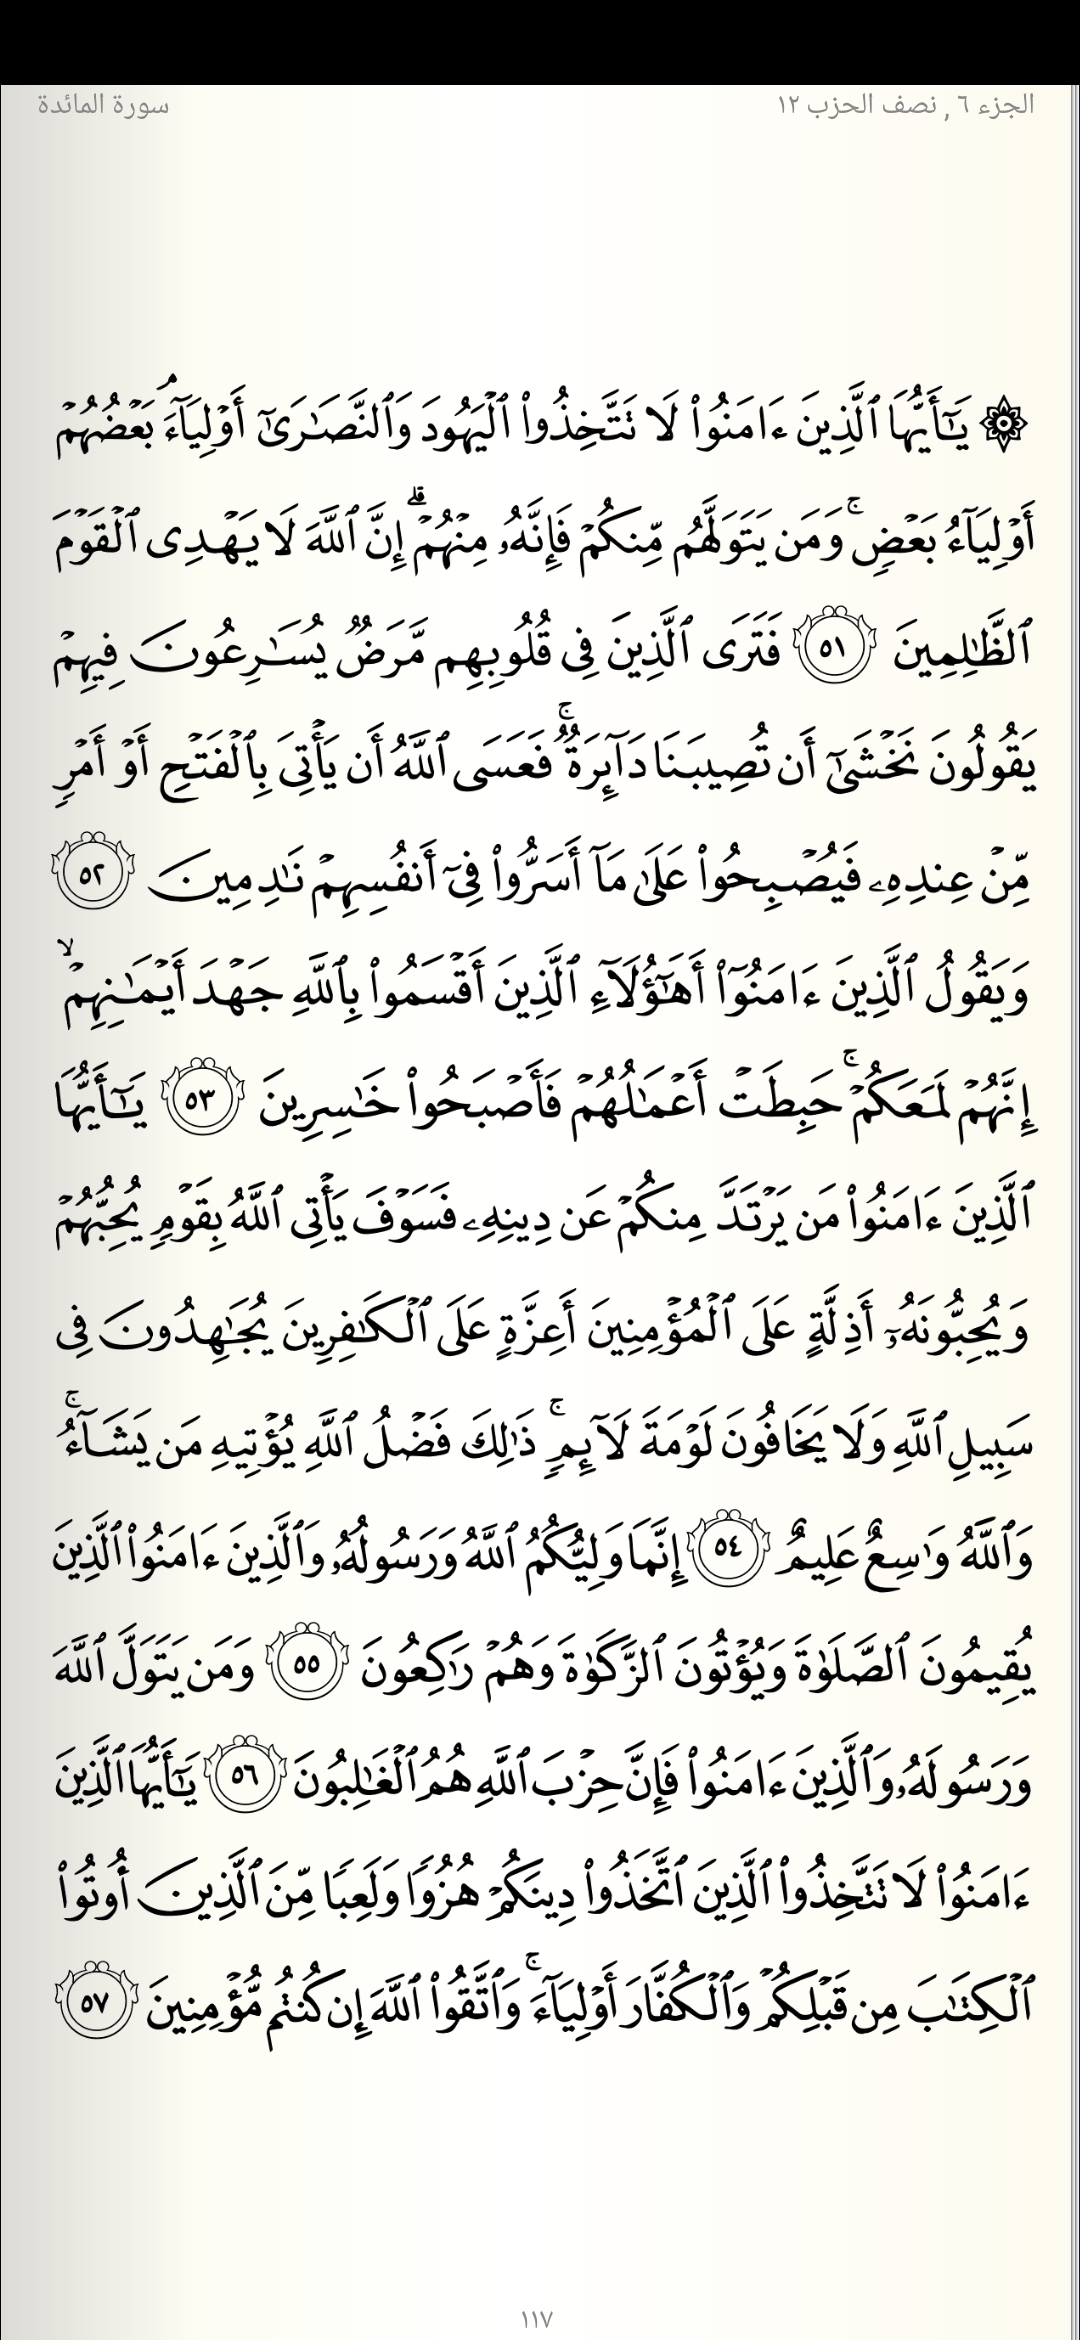 الجزء ٦ , نصف الحزب ١٢
سورة المائدة
۞ يَـٰٓأَيُّهَا ٱلَّذِينَ ءَامَنُوا۟ لَا تَتَّخِذُوا۟ ٱلْيَهُودَ وَٱلنَّصَـٰرَىٰٓ أَوْلِيَآءَ ۘ بَعْضُهُمْ
أَوْلِيَآءُ بَعْضٍ ۚ وَمَن يَتَوَلَّهُم مِّنكُمْ فَإِنَّهُۥ مِنْهُمْ ۗ إِنَّ ٱللَّهَ لَا يَهْدِى ٱلْقَوْمَ
ٱلظَّـٰلِمِينَ ٥١ فَتَرَى ٱلَّذِينَ فِى قُلُوبِهِم مَّرَضٌ يُسَـٰرِعُونَ فِيهِمْ
يَقُولُونَ نَخْشَىٰٓ أَن تُصِيبَنَا دَآئِرَةٌ ۚ فَعَسَى ٱللَّهُ أَن يَأْتِىَ بِٱلْفَتْحِ أَوْ أَمْرٍ
مِّنْ عِندِهِۦ فَيُصْبِحُوا۟ عَلَىٰ مَآ أَسَرُّوا۟ فِىٓ أَنفُسِهِمْ نَـٰدِمِينَ ٥٢
وَيَقُولُ ٱلَّذِينَ ءَامَنُوٓا۟ أَهَـٰٓؤُلَآءِ ٱلَّذِينَ أَقْسَمُوا۟ بِٱللَّهِ جَهْدَ أَيْمَـٰنِهِمْ ۙ
إِنَّهُمْ لَمَعَكُمْ ۚ حَبِطَتْ أَعْمَـٰلُهُمْ فَأَصْبَحُوا۟ خَـٰسِرِينَ ٥٣ يَـٰٓأَيُّهَا
ٱلَّذِينَ ءَامَنُوا۟ مَن يَرْتَدَّ مِنكُمْ عَن دِينِهِۦ فَسَوْفَ يَأْتِى ٱللَّهُ بِقَوْمٍ يُحِبُّهُمْ
وَيُحِبُّونَهُۥٓ أَذِلَّةٍ عَلَى ٱلْمُؤْمِنِينَ أَعِزَّةٍ عَلَى ٱلْكَـٰفِرِينَ يُجَـٰهِدُونَ فِى
سَبِيلِ ٱللَّهِ وَلَا يَخَافُونَ لَوْمَةَ لَآئِمٍ ۚ ذَٰلِكَ فَضْلُ ٱللَّهِ يُؤْتِيهِ مَن يَشَآءُ ۚ
وَٱللَّهُ وَٰسِعٌ عَلِيمٌ ٥٤ إِنَّمَا وَلِيُّكُمُ ٱللَّهُ وَرَسُولُهُۥ وَٱلَّذِينَ ءَامَنُوا۟ ٱلَّذِينَ
يُقِيمُونَ ٱلصَّلَوٰةَ وَيُؤْتُونَ ٱلزَّكَوٰةَ وَهُمْ رَٰكِعُونَ ٥٥ وَمَن يَتَوَلَّ ٱللَّهَ
وَرَسُولَهُۥ وَٱلَّذِينَ ءَامَنُوا۟ فَإِنَّ حِزْبَ ٱللَّهِ هُمُ ٱلْغَـٰلِبُونَ ٥٦ يَـٰٓأَيُّهَا ٱلَّذِينَ
ءَامَنُوا۟ لَا تَتَّخِذُوا۟ ٱلَّذِينَ ٱتَّخَذُوا۟ دِينَكُمْ هُزُوًا وَلَعِبًا مِّنَ ٱلَّذِينَ أُوتُوا۟
ٱلْكِتَـٰبَ مِن قَبْلِكُمْ وَٱلْكُفَّارَ أَوْلِيَآءَ ۚ وَٱتَّقُوا۟ ٱللَّهَ إِن كُنتُم مُّؤْمِنِينَ ٥٧
١١٧